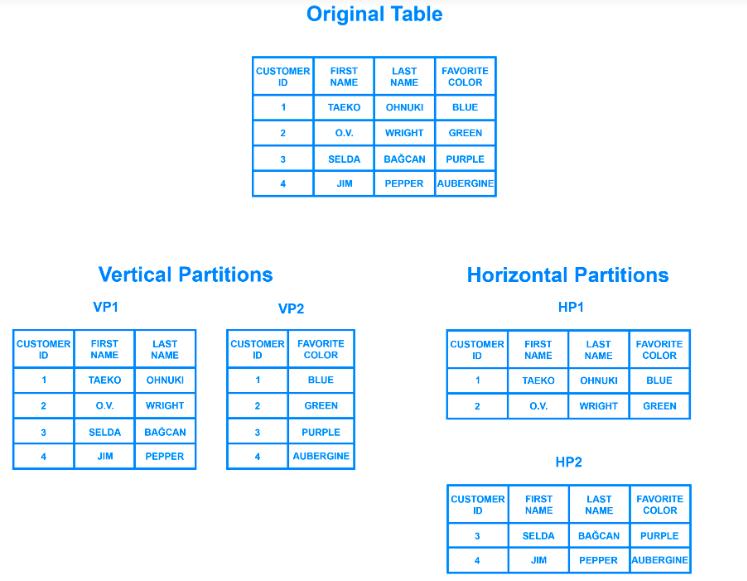 Original Table
CUSTOMER ID FIRST NAME LAST NAME FAVORITE COLOR
1 TAEKO OHNUKI BLUE
2 O.V. WRIGHT GREEN
3 SELDA BAĞCAN PURPLE
4 JIM PEPPER AUBERGINE
Vertical Partitions
VP1
CUSTOMER ID FIRST NAME LAST NAME
1 TAEKO OHNUKI
2 O.V. WRIGHT
3 SELDA BAĞCAN
4 JIM PEPPER
VP2
CUSTOMER ID FAVORITE COLOR
1 BLUE
2 GREEN
3 PURPLE
4 AUBERGINE
Horizontal Partitions
HP1
CUSTOMER ID FIRST NAME LAST NAME FAVORITE COLOR
1 TAEKO OHNUKI BLUE
2 O.V. WRIGHT GREEN
HP2
CUSTOMER ID FIRST NAME LAST NAME FAVORITE COLOR
3 SELDA BAĞCAN PURPLE
4 JIM PEPPER AUBERGINE